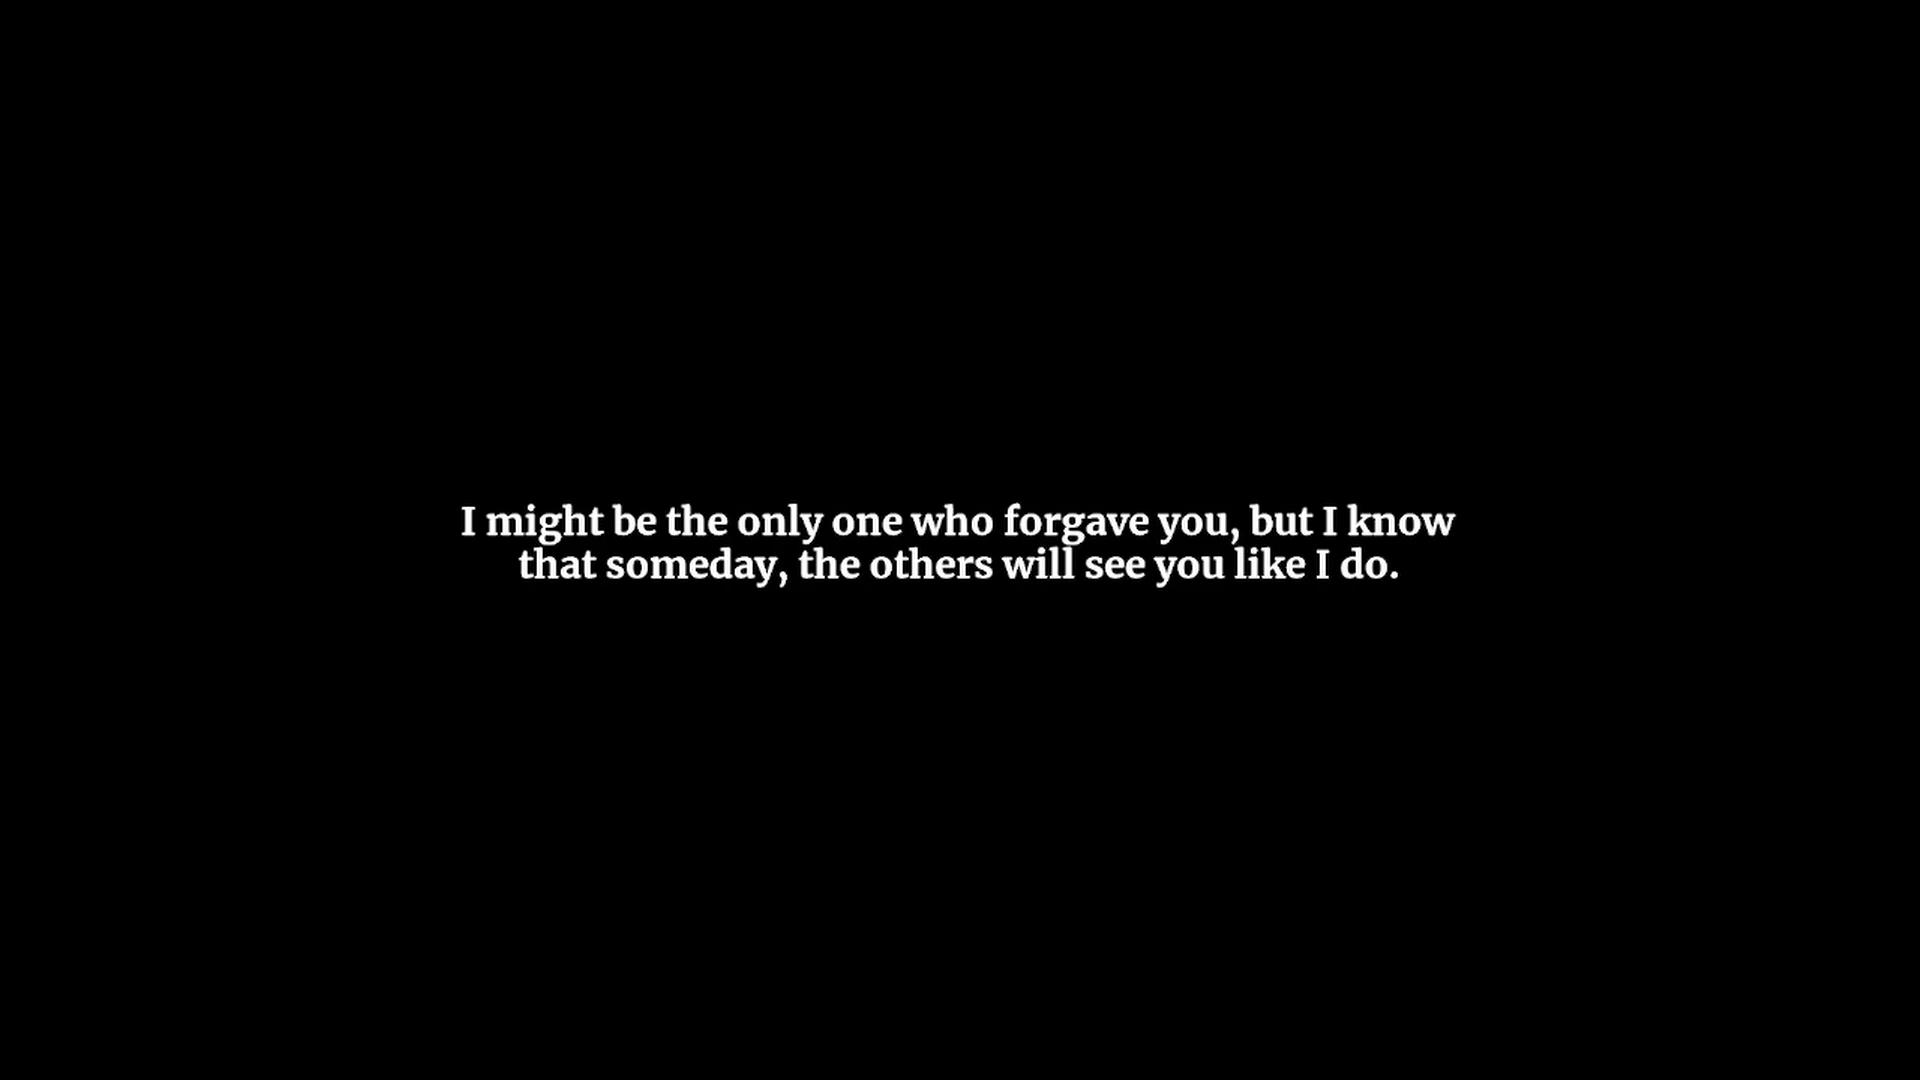 I might be the only one who forgave you, but I know
that someday, the others will see you like I do.